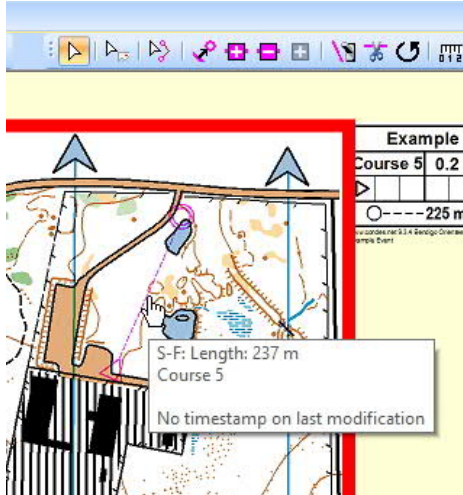 Example
Course 5 0.2
225 m
S-F: Length: 237 m
Course 5
No timestamp on last modification